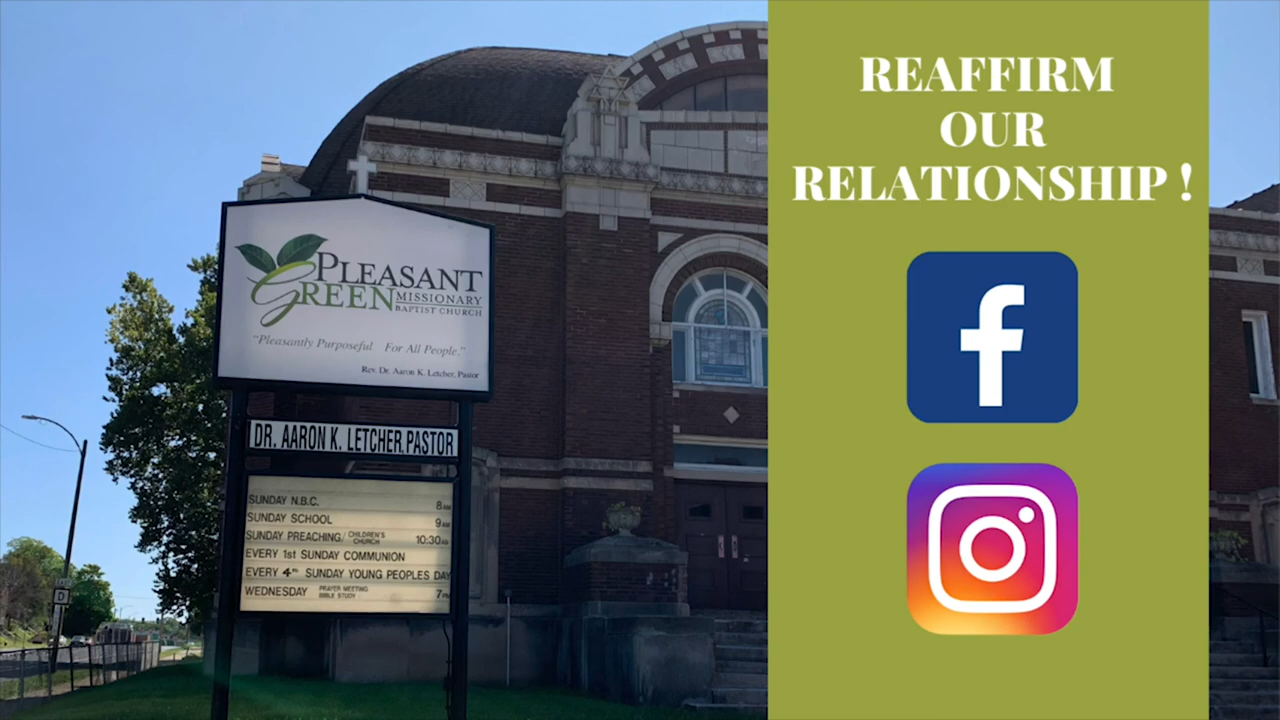 PLEASANT
GREEN MISSIONARY
BAPTIST CHURCH
"Pleasantly Purposeful For All People."
Rev. Dr. Aaron K. Letcher, Pastor
DR. AARON K. LETCHER, PASTOR
SUNDAY N.B.C. 8AM
SUNDAY SCHOOL 9AM
SUNDAY PREACHING/ CHILDREN'S CHURCH 10:30AM
EVERY 1st SUNDAY COMMUNION
EVERY 4TH SUNDAY YOUNG PEOPLES DAY
WEDNESDAY PRAYER MEETING BIBLE STUDY 7PM
D
REAFFIRM
OUR
RELATIONSHIP !